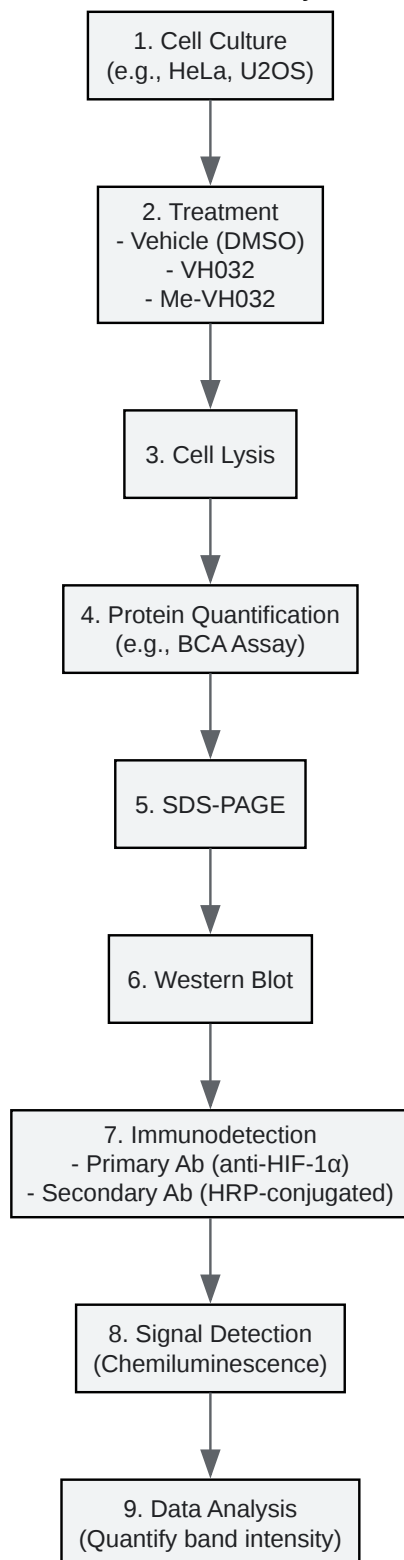 1. Cell Culture
(e.g., HeLa, U2OS)
2. Treatment
- Vehicle (DMSO)
- VH032
- Me-VH032
3. Cell Lysis
4. Protein Quantification
(e.g., BCA Assay)
5. SDS-PAGE
6. Western Blot
7. Immunodetection
- Primary Ab (anti-HIF-1α)
- Secondary Ab (HRP-conjugated)
8. Signal Detection
(Chemiluminescence)
9. Data Analysis
(Quantify band intensity)